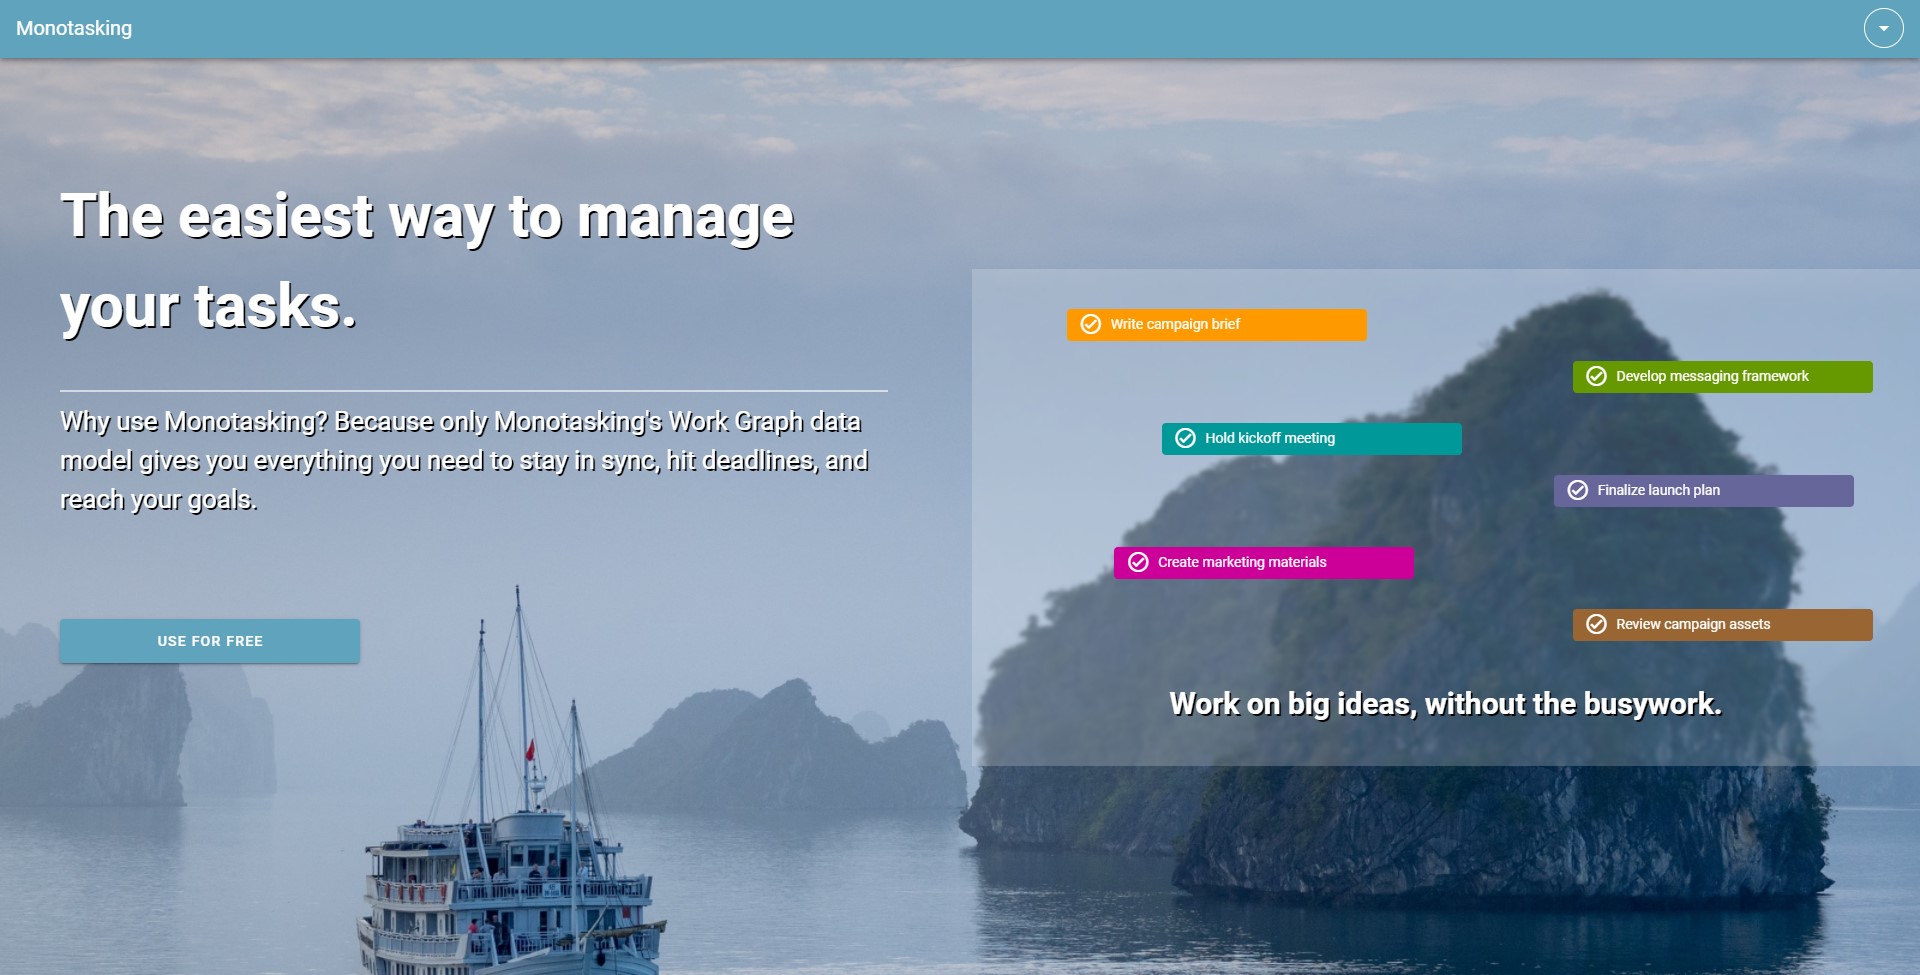 Monotasking
The easiest way to manage
your tasks.
Why use Monotasking? Because only Monotasking's Work Graph data
model gives you everything you need to stay in sync, hit deadlines, and
reach your goals.
USE FOR FREE
Write campaign brief
Develop messaging framework
Hold kickoff meeting
Finalize launch plan
Create marketing materials
Review campaign assets
Work on big ideas, without the busywork.